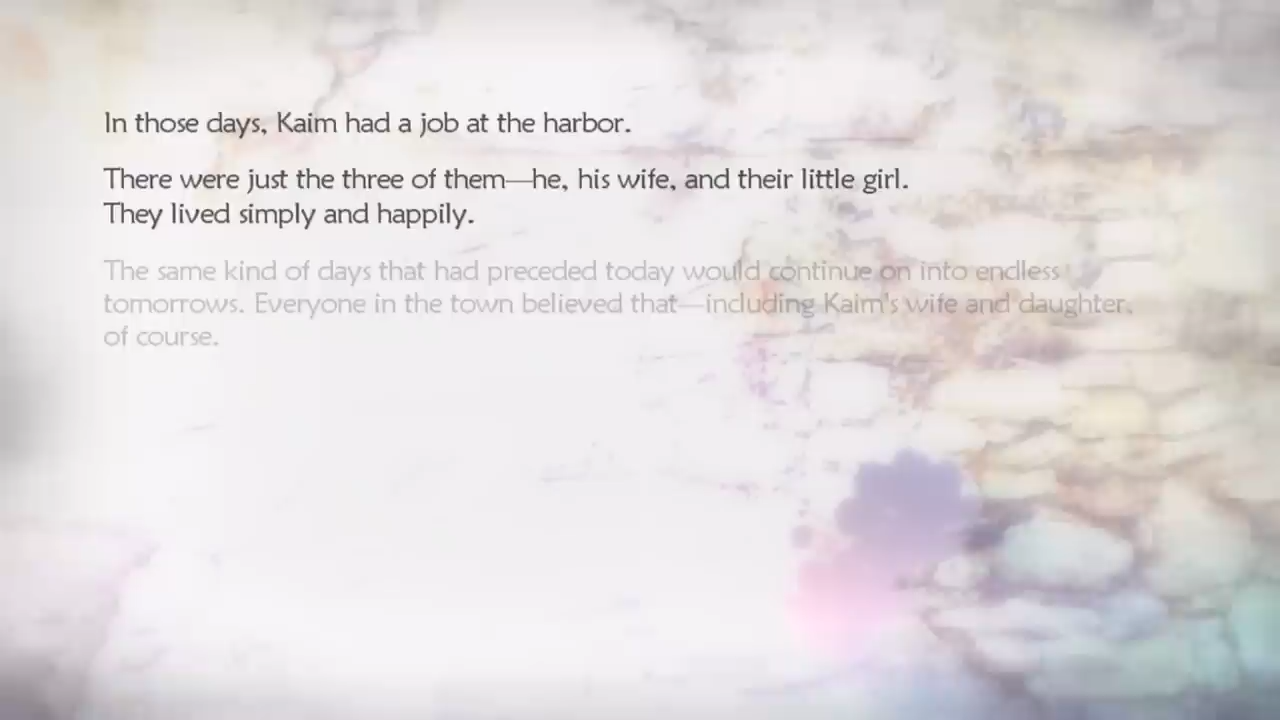 In those days, Kaim had a job at the harbor.
There were just the three of them—he, his wife, and their little girl.
They lived simply and happily.
The same kind of days that had preceded today would continue on into endless
tomorrows. Everyone in the town believed that—including Kaim's wife and daughter,
of course.